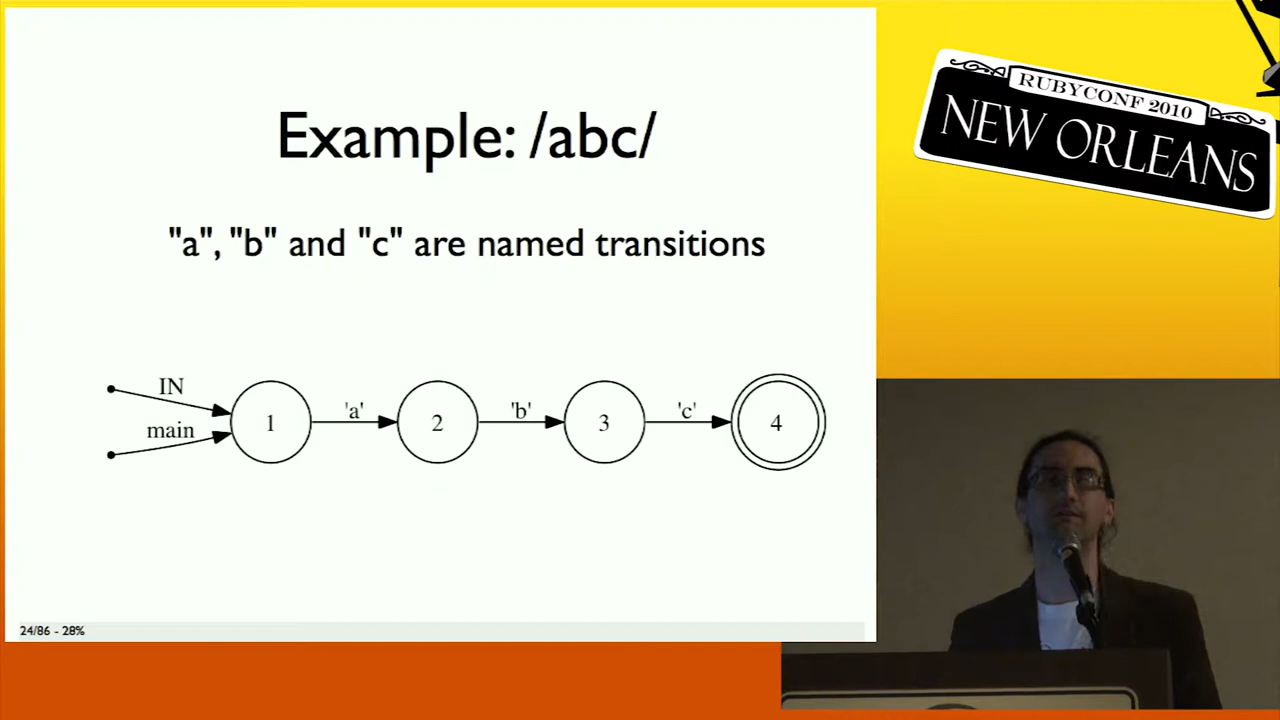 Example: /abc/
"a", "b" and "c" are named transitions
IN
main
1
'a'
2
'b'
3
'c'
4
24/86 - 28%
RUBYCONF 2010
NEW ORLEANS